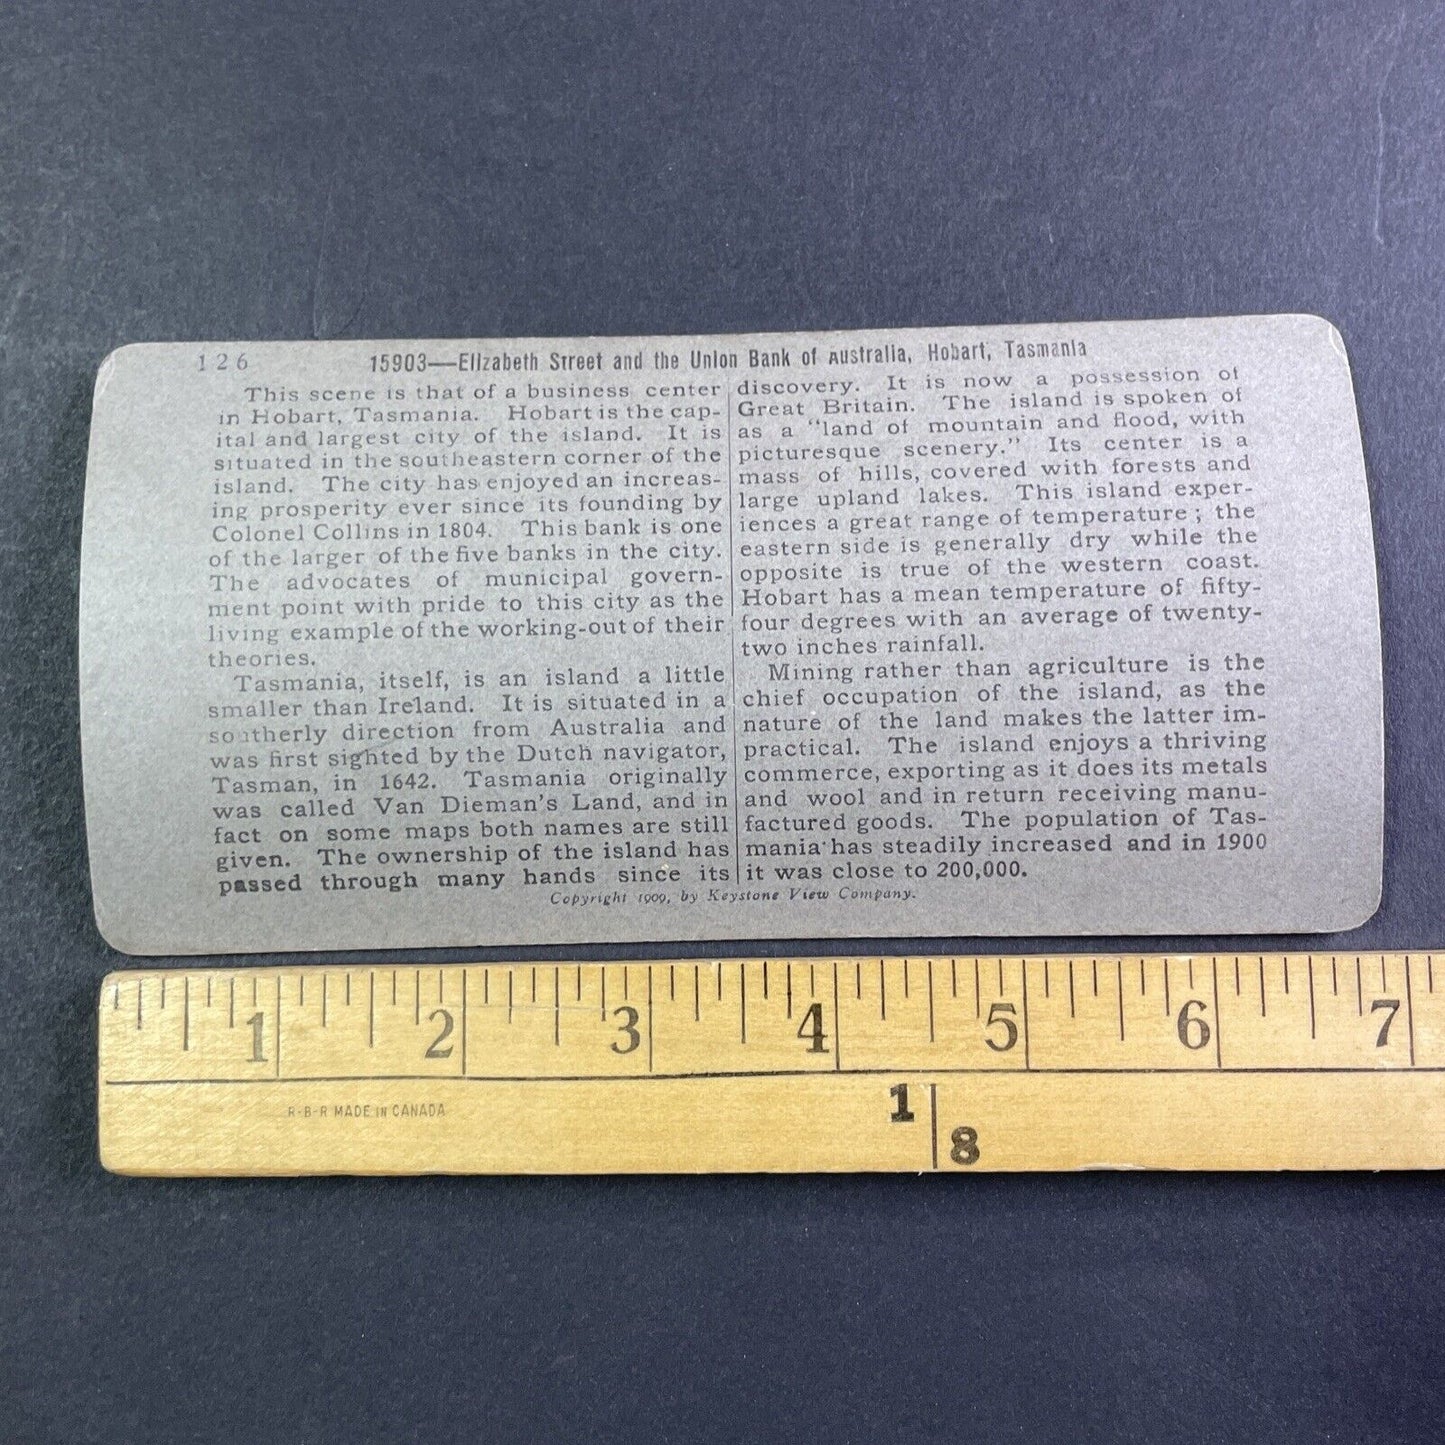 126
15903—Elizabeth Street and the Union Bank of Australia, Hobart, Tasmania
This scene is that of a business center
in Hobart, Tasmania. Hobart is the cap-
ital and largest city of the island. It is
situated in the southeastern corner of the
island. The city has enjoyed an increas-
ing prosperity ever since its founding by
Colonel Collins in 1804. This bank is one
of the larger of the five banks in the city.
The advocates of municipal govern-
ment point with pride to this city as the
living example of the working-out of their
theories.
Tasmania, itself, is an island a little
smaller than Ireland. It is situated in a
southerly direction from Australia and
was first sighted by the Dutch navigator,
Tasman, in 1642. Tasmania originally
was called Van Dieman's Land, and in
fact on some maps both names are still
given. The ownership of the island has
passed through many hands since its
discovery. It is now a possession of
Great Britain. The island is spoken of
as a "land of mountain and flood, with
picturesque scenery." Its center is a
mass of hills, covered with forests and
large upland lakes. This island exper-
iences a great range of temperature; the
eastern side is generally dry while the
opposite is true of the western coast.
Hobart has a mean temperature of fifty-
four degrees with an average of twenty-
two inches rainfall.
Mining rather than agriculture is the
chief occupation of the island, as the
nature of the land makes the latter im-
practical. The island enjoys a thriving
commerce, exporting as it does its metals
and wool and in return receiving manu-
factured goods. The population of Tas-
mania has steadily increased and in 1900
it was close to 200,000.
Copyright 1909, by Keystone View Company.
1 2 3 4 5 6 7
R-B-R MADE IN CANADA
1 8